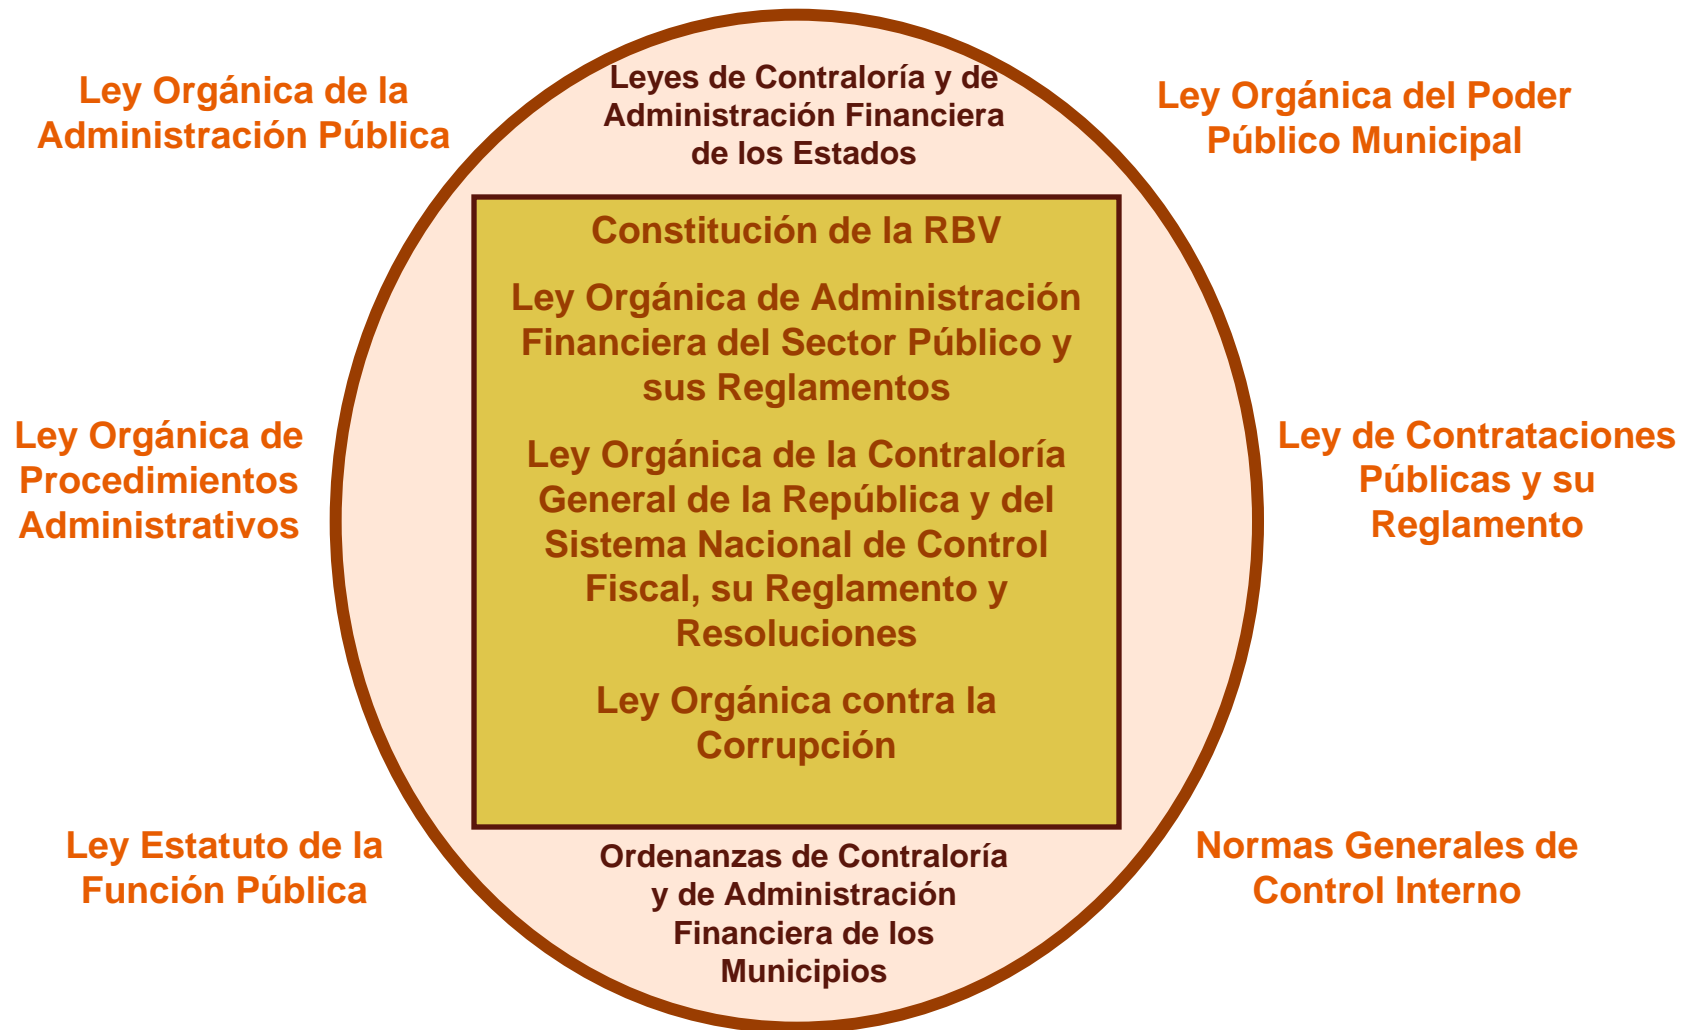 Ley Orgánica de la
Administración Pública
Leyes de Contraloría y de
Administración Financiera
de los Estados
Ley Orgánica del Poder
Público Municipal
Constitución de la RBV
Ley Orgánica de Administración
Financiera del Sector Público y
sus Reglamentos
Ley Orgánica de la Contraloría
General de la República y del
Sistema Nacional de Control
Fiscal, su Reglamento y
Resoluciones
Ley Orgánica contra la
Corrupción
Ley Orgánica de
Procedimientos
Administrativos
Ley de Contrataciones
Públicas y su
Reglamento
Ley Estatuto de la
Función Pública
Ordenanzas de Contraloría
y de Administración
Financiera de los
Municipios
Normas Generales de
Control Interno